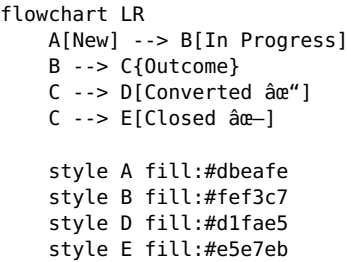 flowchart LR
    A[New] --> B[In Progress]
    B --> C{Outcome}
    C --> D[Converted âœ“]
    C --> E[Closed âœ–]

    style A fill:#dbeafe
    style B fill:#fef3c7
    style D fill:#d1fae5
    style E fill:#e5e7eb